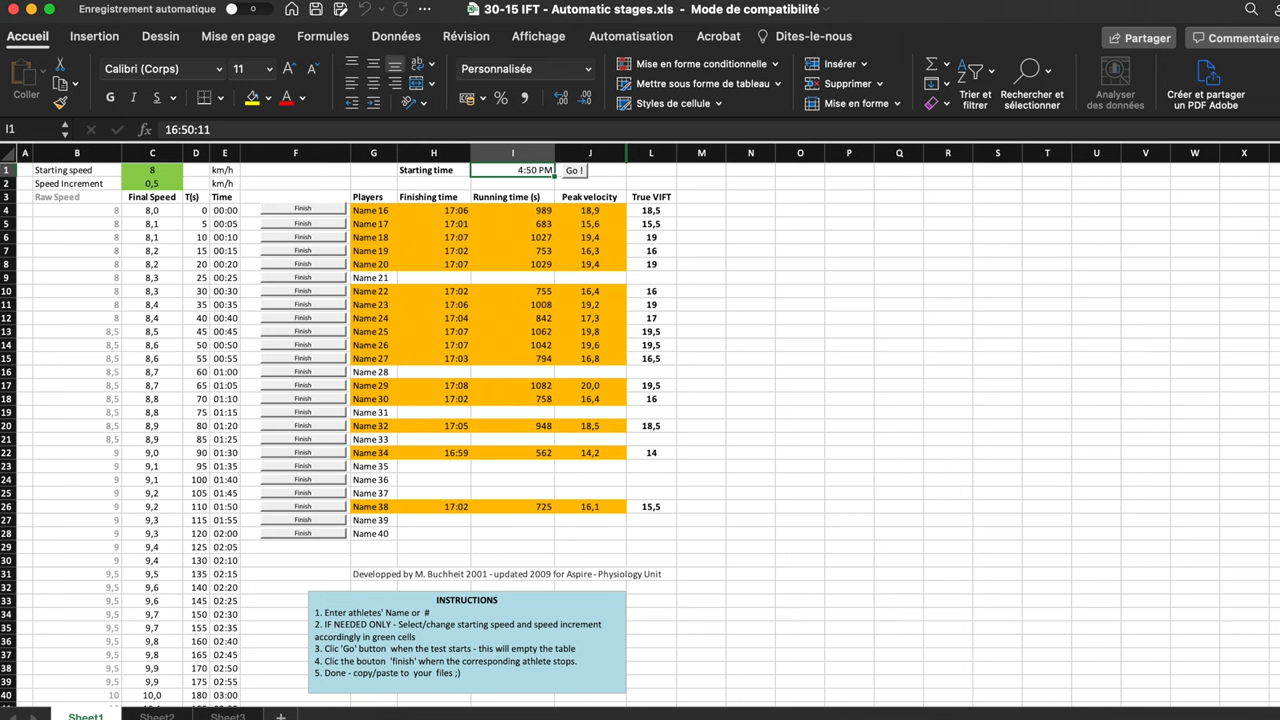 Enregistrement automatique
30-15 IFT - Automatic stages.xls - Mode de compatibilité
Accueil Insertion Dessin Mise en page Formules Données Révision Affichage Automatisation Acrobat Dites-le-nous Partager Commentaire
Coller Calibri (Corps) 11 Personnalisée Mise en forme conditionnelle Insérer
I S A Mettre sous forme de tableau Supprimer Trier et filtrer Rechercher et sélectionner Analyser des données Créer et partager un PDF Adobe
Styles de cellule Mise en forme
I1 fx 16:50:11
A B C D E F G H I J L M N O P Q R S T U V W X
1 Starting speed 8 km/h Starting time 4:50 PM Go !
2 Speed Increment 0,5 km/h
3 Raw Speed Final Speed T(s) Time Players Finishing time Running time (s) Peak velocity True VIFT
4 8 8,0 0 00:00 Finish Name 16 17:06 989 18,9 18,5
5 8 8,1 5 00:05 Finish Name 17 17:01 683 15,6 15,5
6 8 8,1 10 00:10 Finish Name 18 17:07 1027 19,4 19
7 8 8,2 15 00:15 Finish Name 19 17:02 753 16,3 16
8 8 8,2 20 00:20 Finish Name 20 17:07 1029 19,4 19
9 8 8,3 25 00:25 Finish Name 21
10 8 8,3 30 00:30 Finish Name 22 17:02 755 16,4 16
11 8 8,4 35 00:35 Finish Name 23 17:06 1008 19,2 19
12 8 8,4 40 00:40 Finish Name 24 17:04 842 17,3 17
13 8,5 8,5 45 00:45 Finish Name 25 17:07 1062 19,8 19,5
14 8,5 8,6 50 00:50 Finish Name 26 17:07 1042 19,6 19,5
15 8,5 8,6 55 00:55 Finish Name 27 17:03 794 16,8 16,5
16 8,5 8,7 60 01:00 Finish Name 28
17 8,5 8,7 65 01:05 Finish Name 29 17:08 1082 20,0 19,5
18 8,5 8,8 70 01:10 Finish Name 30 17:02 758 16,4 16
19 8,5 8,8 75 01:15 Finish Name 31
20 8,5 8,9 80 01:20 Finish Name 32 17:05 948 18,5 18,5
21 8,5 8,9 85 01:25 Finish Name 33
22 9 9,0 90 01:30 Finish Name 34 16:59 562 14,2 14
23 9 9,1 95 01:35 Finish Name 35
24 9 9,1 100 01:40 Finish Name 36
25 9 9,2 105 01:45 Finish Name 37
26 9 9,2 110 01:50 Finish Name 38 17:02 725 16,1 15,5
27 9 9,3 115 01:55 Finish Name 39
28 9 9,3 120 02:00 Finish Name 40
29 9 9,4 125 02:05
30 9 9,4 130 02:10
31 9,5 9,5 135 02:15 Developped by M. Buchheit 2001 - updated 2009 for Aspire - Physiology Unit
32 9,5 9,6 140 02:20
33 9,5 9,6 145 02:25 INSTRUCTIONS
34 9,5 9,7 150 02:30 1. Enter athletes' Name or #
35 9,5 9,7 155 02:35 2. IF NEEDED ONLY - Select/change starting speed and speed increment
36 9,5 9,8 160 02:40 accordingly in green cells
37 9,5 9,8 165 02:45 3. Clic 'Go' button when the test starts - this will empty the table
38 9,5 9,9 170 02:50 4. Clic the bouton 'finish' whern the corresponding athlete stops.
39 9,5 9,9 175 02:55 5. Done - copy/paste to your files ;)
40 10 10,0 180 03:00
Sheet1 Sheet2 Sheet3 +